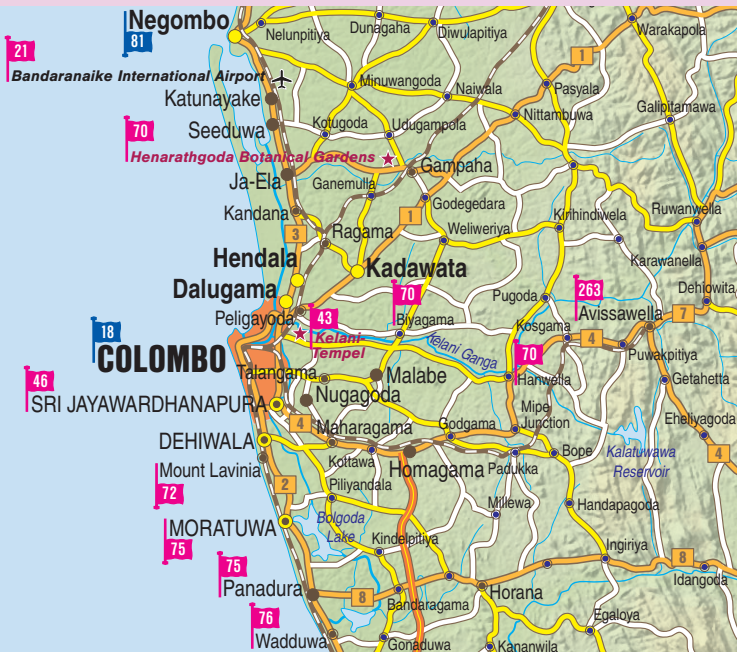 Negombo
81
21
Bandaranaike International Airport
Katunayake
Seeduwa
70
Henarathgoda Botanical Gardens
Ja-Ela
Kandana
3
Hendala
Dalugama
Peligayoda
18
COLOMBO
46
SRI JAYAWARDHANAPURA
DEHIWALA
Mount Lavinia
72
MORATUWA
75
75
Panadura
76
Wadduwa
Nelunpitiya
Dunagaha
Diwulapitiya
Warakapola
1
Minuwangoda
Naiwala
Pasyala
Galipitamawa
Nittambuwa
Kotugoda
Udugampola
Gampaha
Ganemulla
Godegedara
1
Ragama
Weliweriya
Kirihindiwela
Ruwanwella
Karawanella
Kadawata
70
Biyagama
Pugoda
263
Avissawella
Dehiowita
7
43
Kelani-
Tempel
Kelani Ganga
Kosgama
4
Puwakpitiya
70
Hanwella
Getahetta
Talangama
Malabe
Nugagoda
4
Maharagama
Godgama
Mipe
Junction
Eheliyagoda
4
Kottawa
Homagama
Padukka
Bope
Kalatuwawa
Reservoir
2
Piliyandala
Bolgoda
Lake
Kindelpitiya
Millewa
Handapagoda
Ingiriya
8
Idangoda
8
Bandaragama
Horana
Egaloya
Gonaduwa
Kananwila